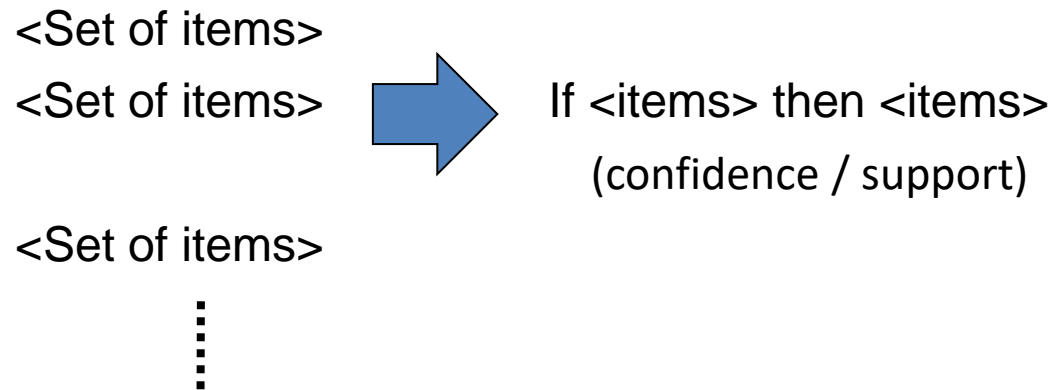 <Set of items>
<Set of items>
If <items> then <items>
(confidence / support)
<Set of items>